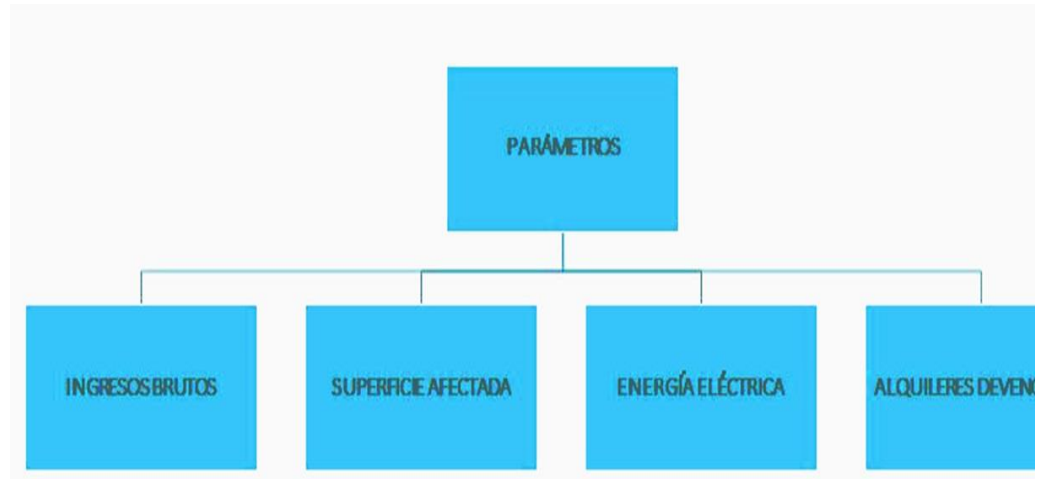 PARÁMETROS
INGRESOS BRUTOS
SUPERFICIE AFECTADA
ENERGÍA ELÉCTRICA
ALQUILERES